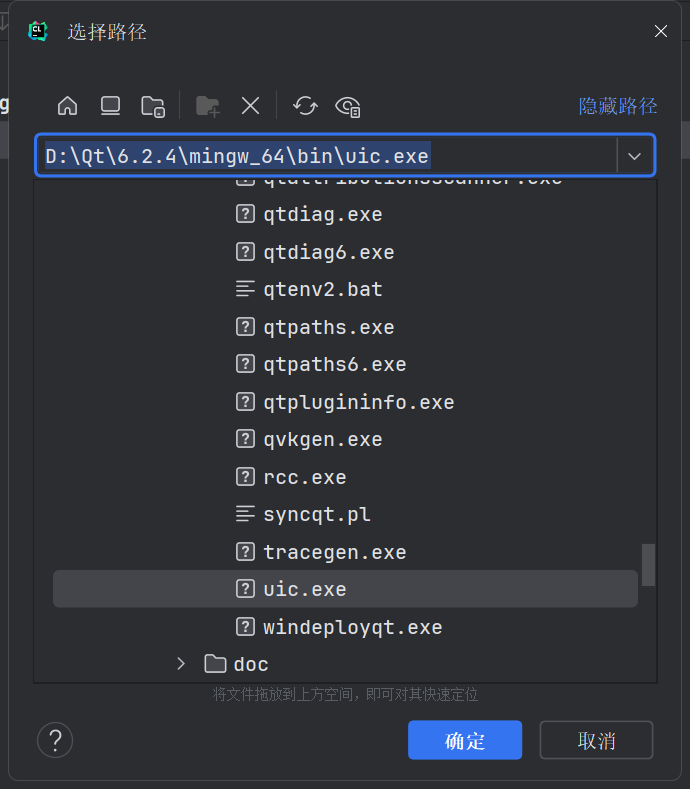 选择路径
隐藏路径
D:\Qt\6.2.4\mingw_64\bin\uic.exe
qtattributionsscanner.exe
qtdiag.exe
qtdiag6.exe
qtenv2.bat
qtpaths.exe
qtpaths6.exe
qtplugininfo.exe
qvkgen.exe
rcc.exe
syncqt.pl
tracegen.exe
uic.exe
windeployqt.exe
doc
将文件拖放到上方空间，即可对其快速定位
确定
取消